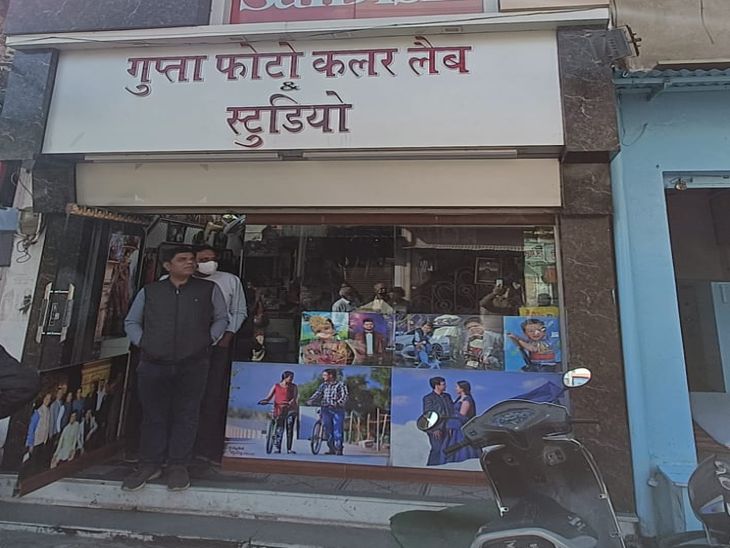 गुप्ता फोटो कलर लैब
&
स्टुडियो